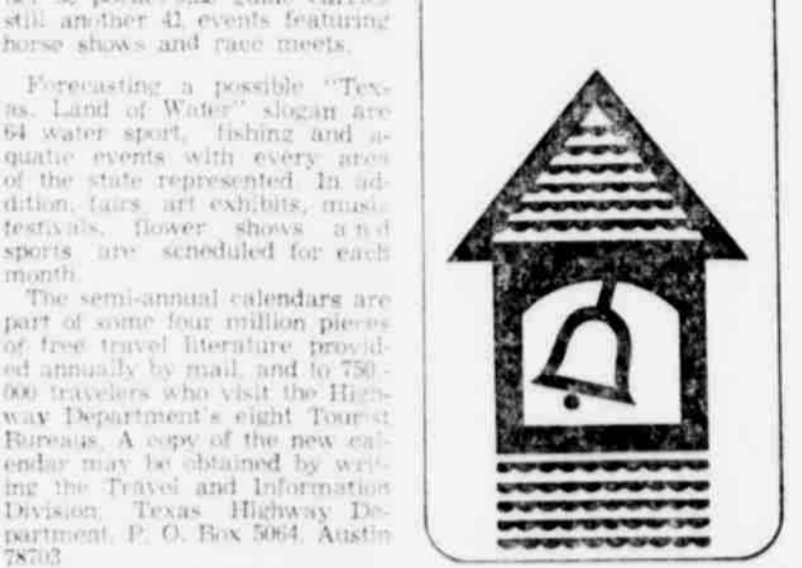 still another 41 events featuring
horse shows and race meets.
Forecasting a possible "Tex-
as, Land of Water" slogan are
64 water sport, fishing and a-
quatic events with every area
of the state represented. In ad-
dition, fairs, art exhibits, music
festivals, flower shows and
sports are scheduled for each
month.
The semi-annual calendars are
part of some four million pieces
of free travel literature provid-
ed annually by mail, and to 750,-
000 travelers who visit the High-
way Department's eight Tourist
Bureaus. A copy of the new cal-
endar may be obtained by writ-
ing the Travel and Information
Division, Texas Highway De-
partment, P. O. Box 5064, Austin
78703